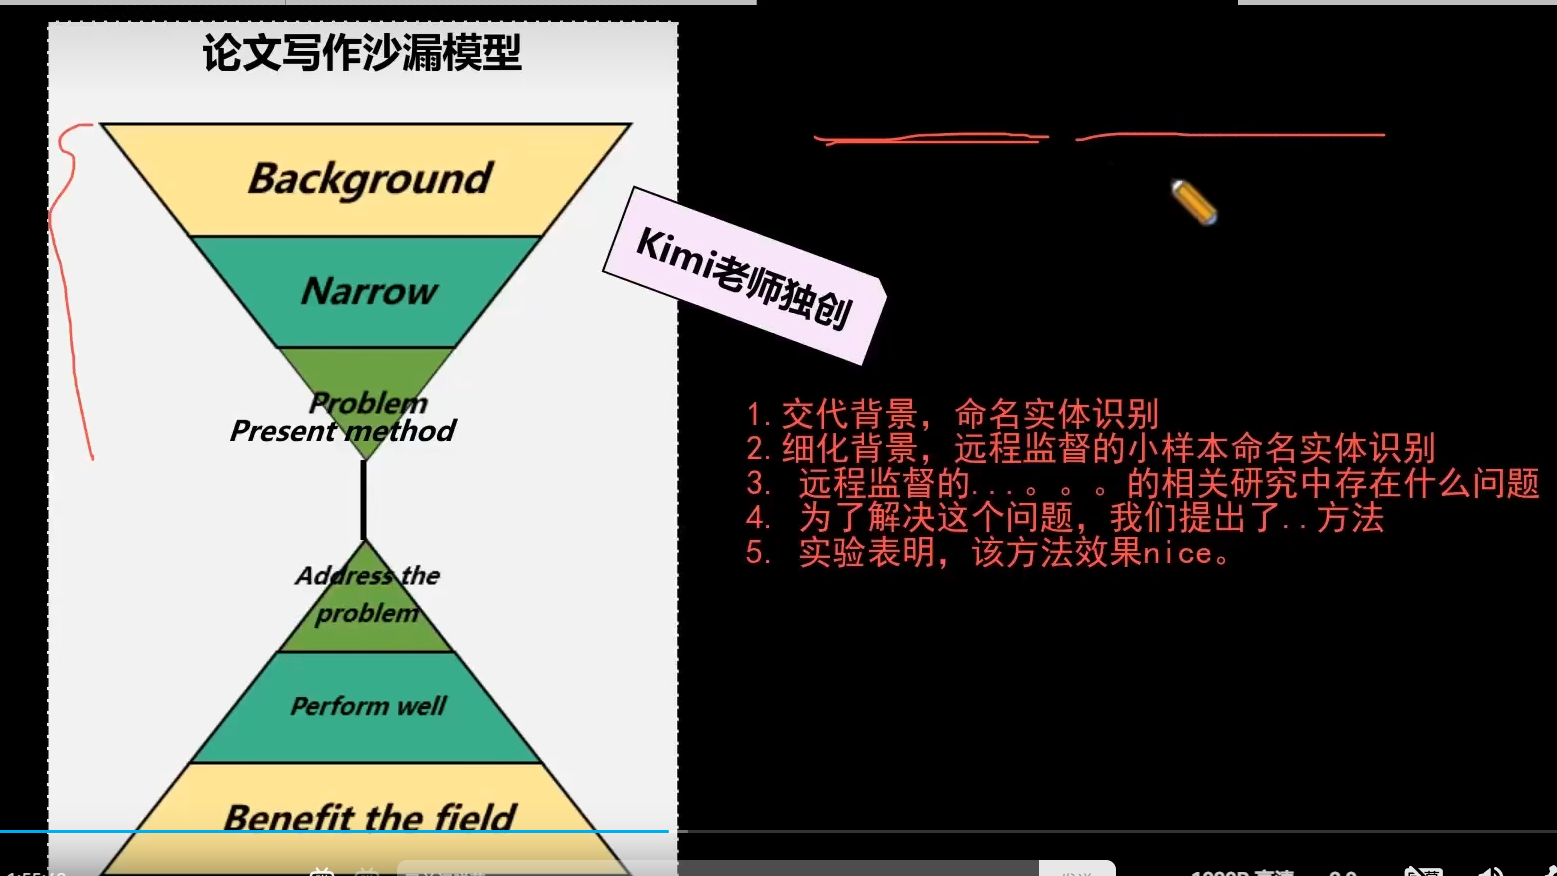 论文写作沙漏模型
Background
Narrow
Problem
Present method
Address the
problem
Perform well
Benefit the field
Kimi老师独创
1.交代背景，命名实体识别
2.细化背景，远程监督的小样本命名实体识别
3. 远程监督的...。。。的相关研究中存在什么问题
4. 为了解决这个问题，我们提出了..方法
5. 实验表明，该方法效果nice。
1080P 高清